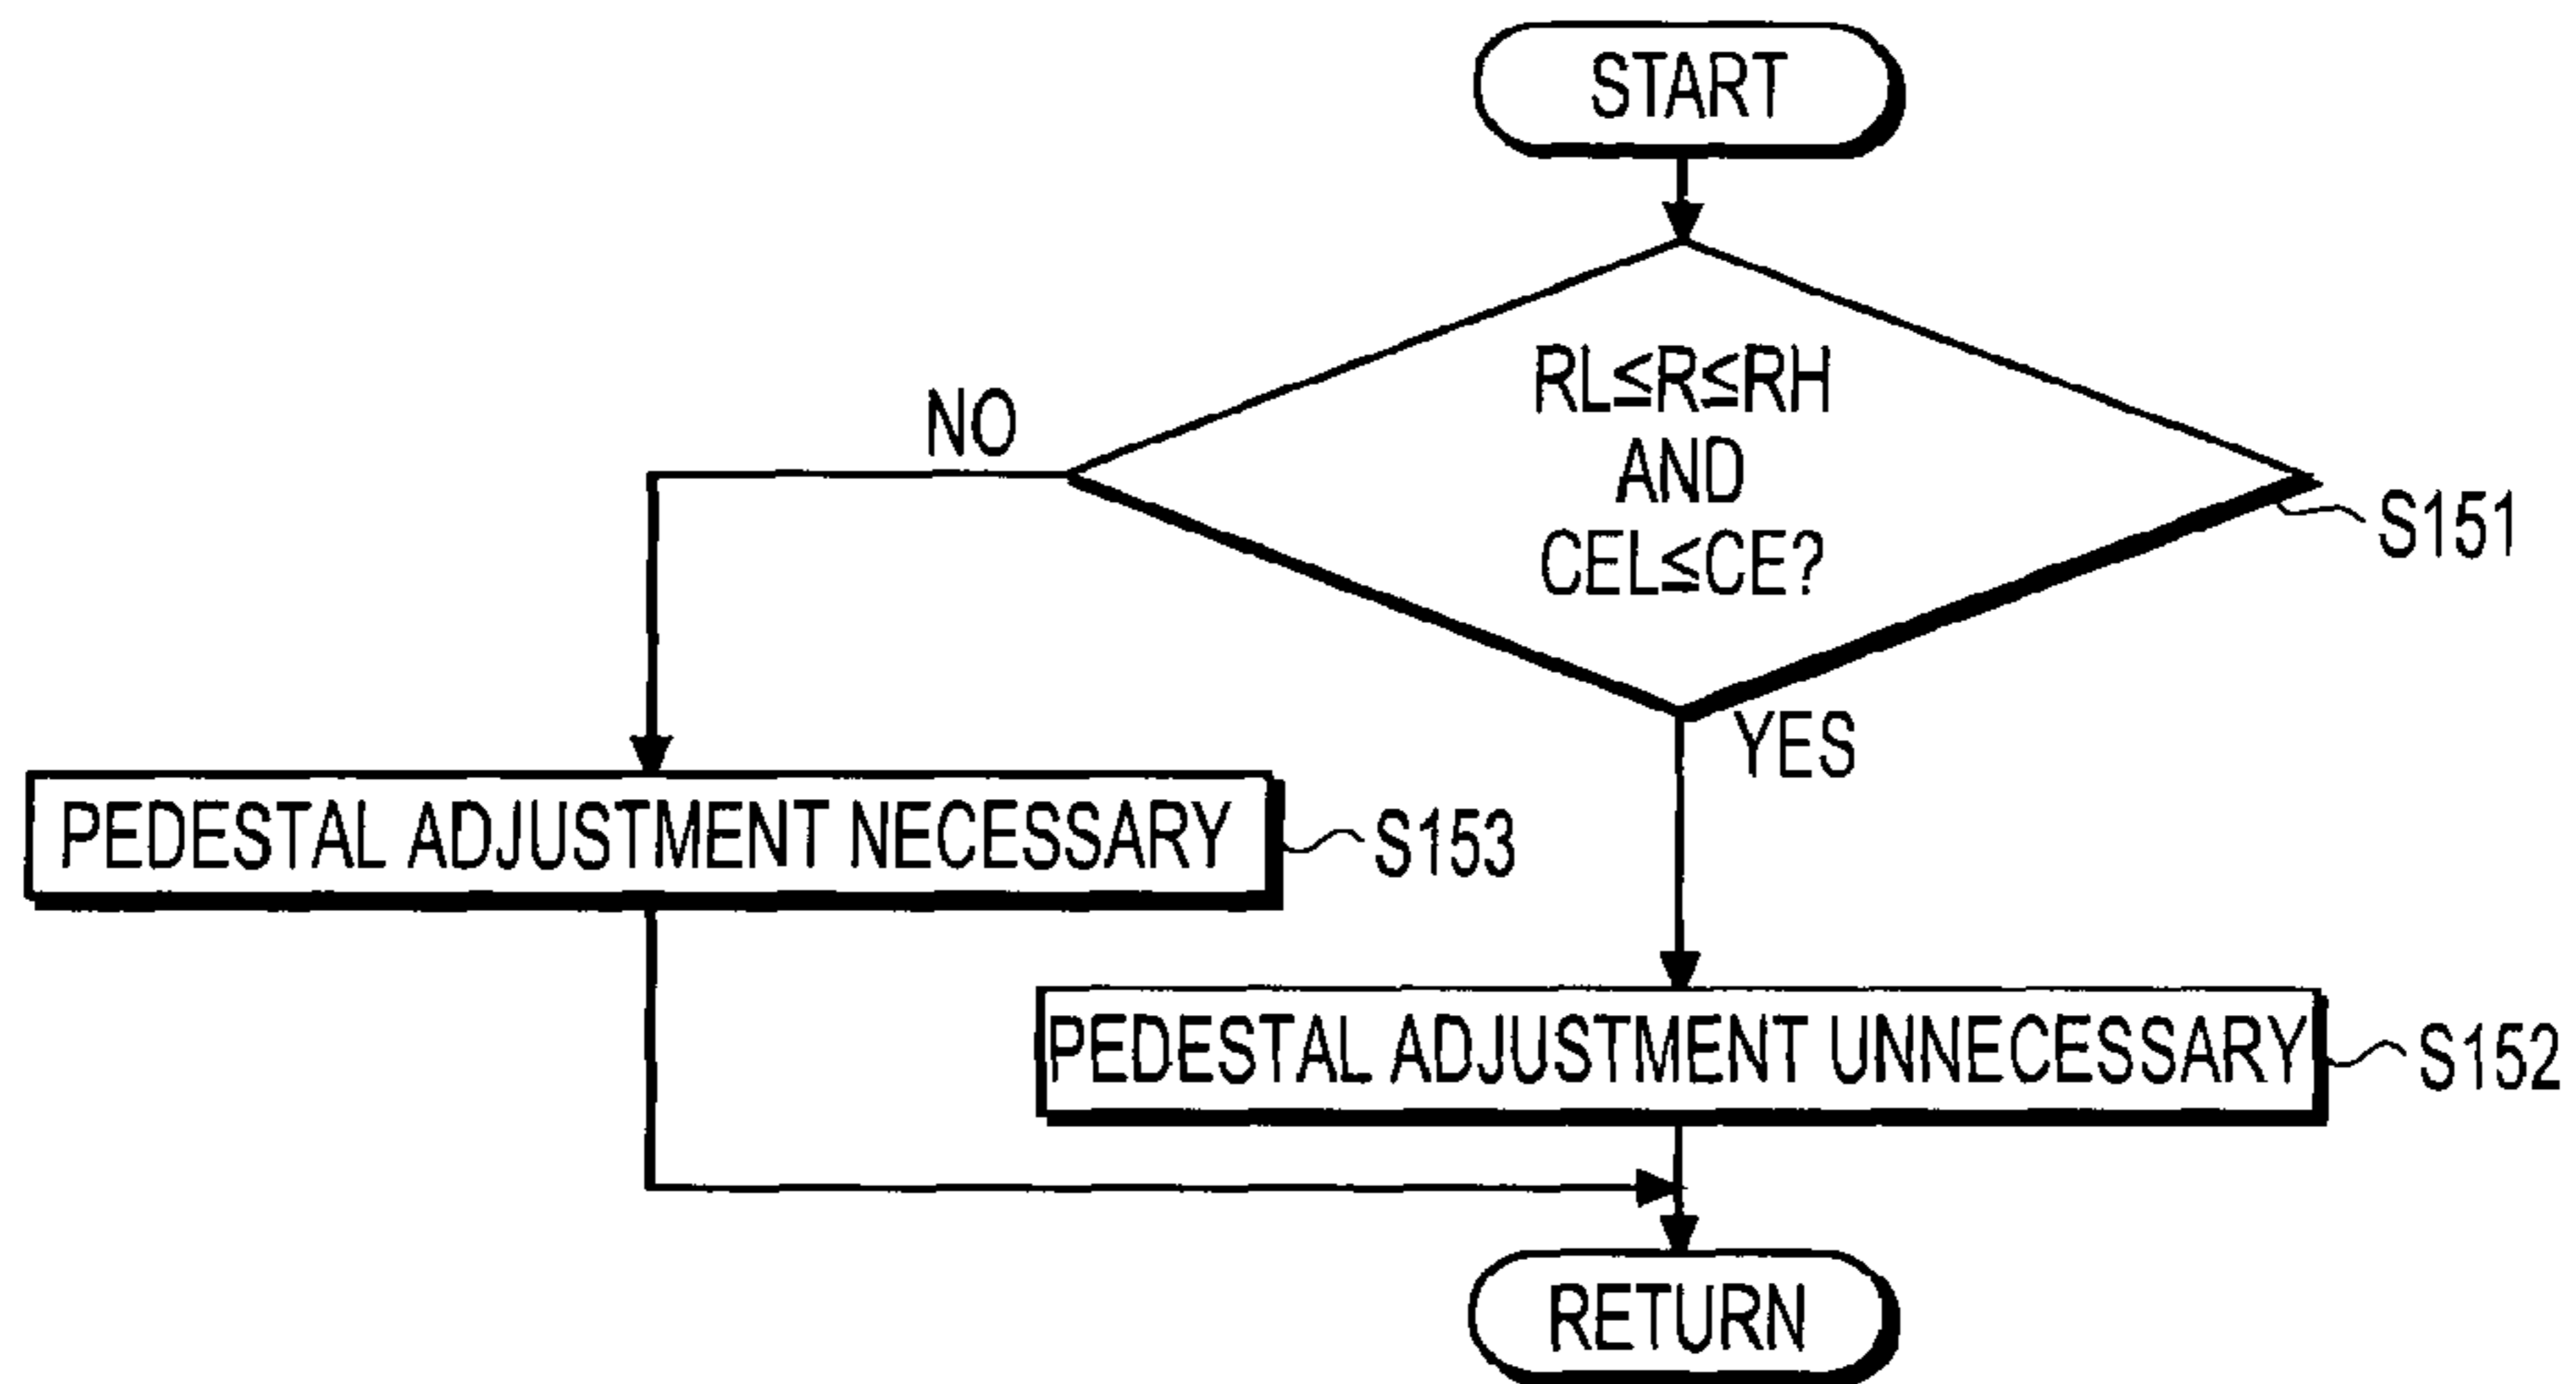 START
RL≤R≤RH
AND
CEL≤CE?
S151
NO
YES
PEDESTAL ADJUSTMENT NECESSARY
S153
PEDESTAL ADJUSTMENT UNNECESSARY
S152
RETURN